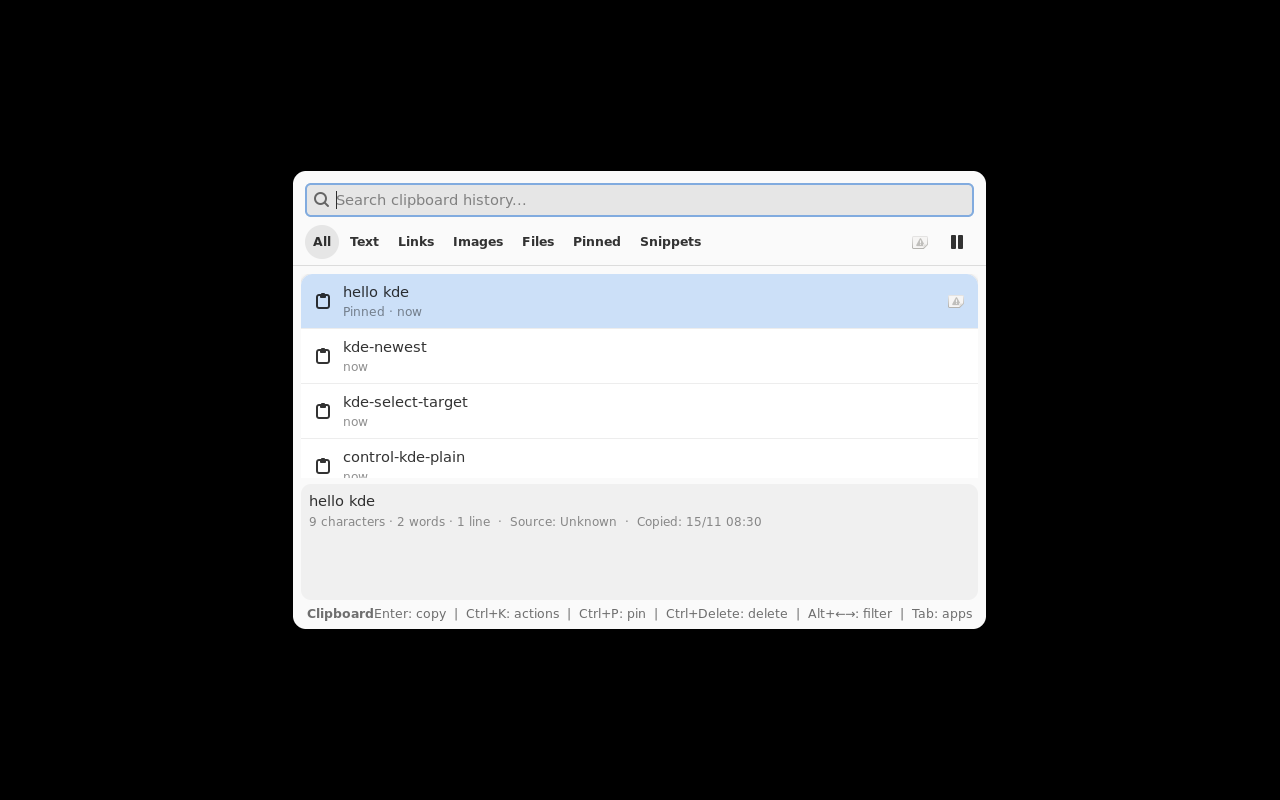 Search clipboard history...
All Text Links Images Files Pinned Snippets
hello kde
Pinned · now
kde-newest
now
kde-select-target
now
control-kde-plain
now
hello kde
9 characters · 2 words · 1 line · Source: Unknown · Copied: 15/11 08:30
ClipboardEnter: copy | Ctrl+K: actions | Ctrl+P: pin | Ctrl+Delete: delete | Alt+←→: filter | Tab: apps